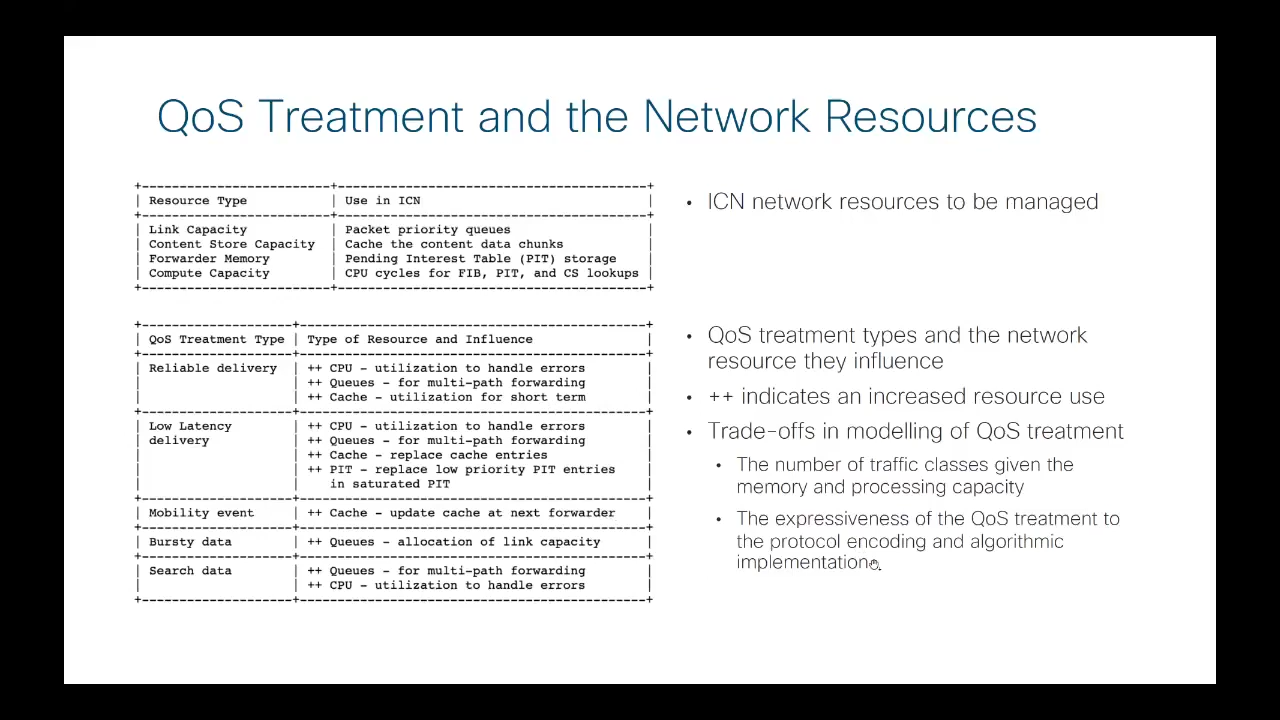 QoS Treatment and the Network Resources
+-------------------------+-----------------------------------------+
| Resource Type | Use in ICN |
+-------------------------+-----------------------------------------+
| Link Capacity | Packet priority queues |
| Content Store Capacity | Cache the content data chunks |
| Forwarder Memory | Pending Interest Table (PIT) storage |
| Compute Capacity | CPU cycles for FIB, PIT, and CS lookups |
+-------------------------+-----------------------------------------+
+--------------------+----------------------------------------------+
| QoS Treatment Type | Type of Resource and Influence |
+--------------------+----------------------------------------------+
| Reliable delivery | ++ CPU - utilization to handle errors |
| | ++ Queues - for multi-path forwarding |
| | ++ Cache - utilization for short term |
+--------------------+----------------------------------------------+
| Low Latency | ++ CPU - utilization to handle errors |
| delivery | ++ Queues - for multi-path forwarding |
| | ++ Cache - replace cache entries |
| | ++ PIT - replace low priority PIT entries |
| | in saturated PIT |
+--------------------+----------------------------------------------+
| Mobility event | ++ Cache - update cache at next forwarder |
+--------------------+----------------------------------------------+
| Bursty data | ++ Queues - allocation of link capacity |
+--------------------+----------------------------------------------+
| Search data | ++ Queues - for multi-path forwarding |
| | ++ CPU - utilization to handle errors |
+--------------------+----------------------------------------------+
• ICN network resources to be managed
• QoS treatment types and the network
resource they influence
• ++ indicates an increased resource use
• Trade-offs in modelling of QoS treatment
• The number of traffic classes given the
memory and processing capacity
• The expressiveness of the QoS treatment to
the protocol encoding and algorithmic
implementations